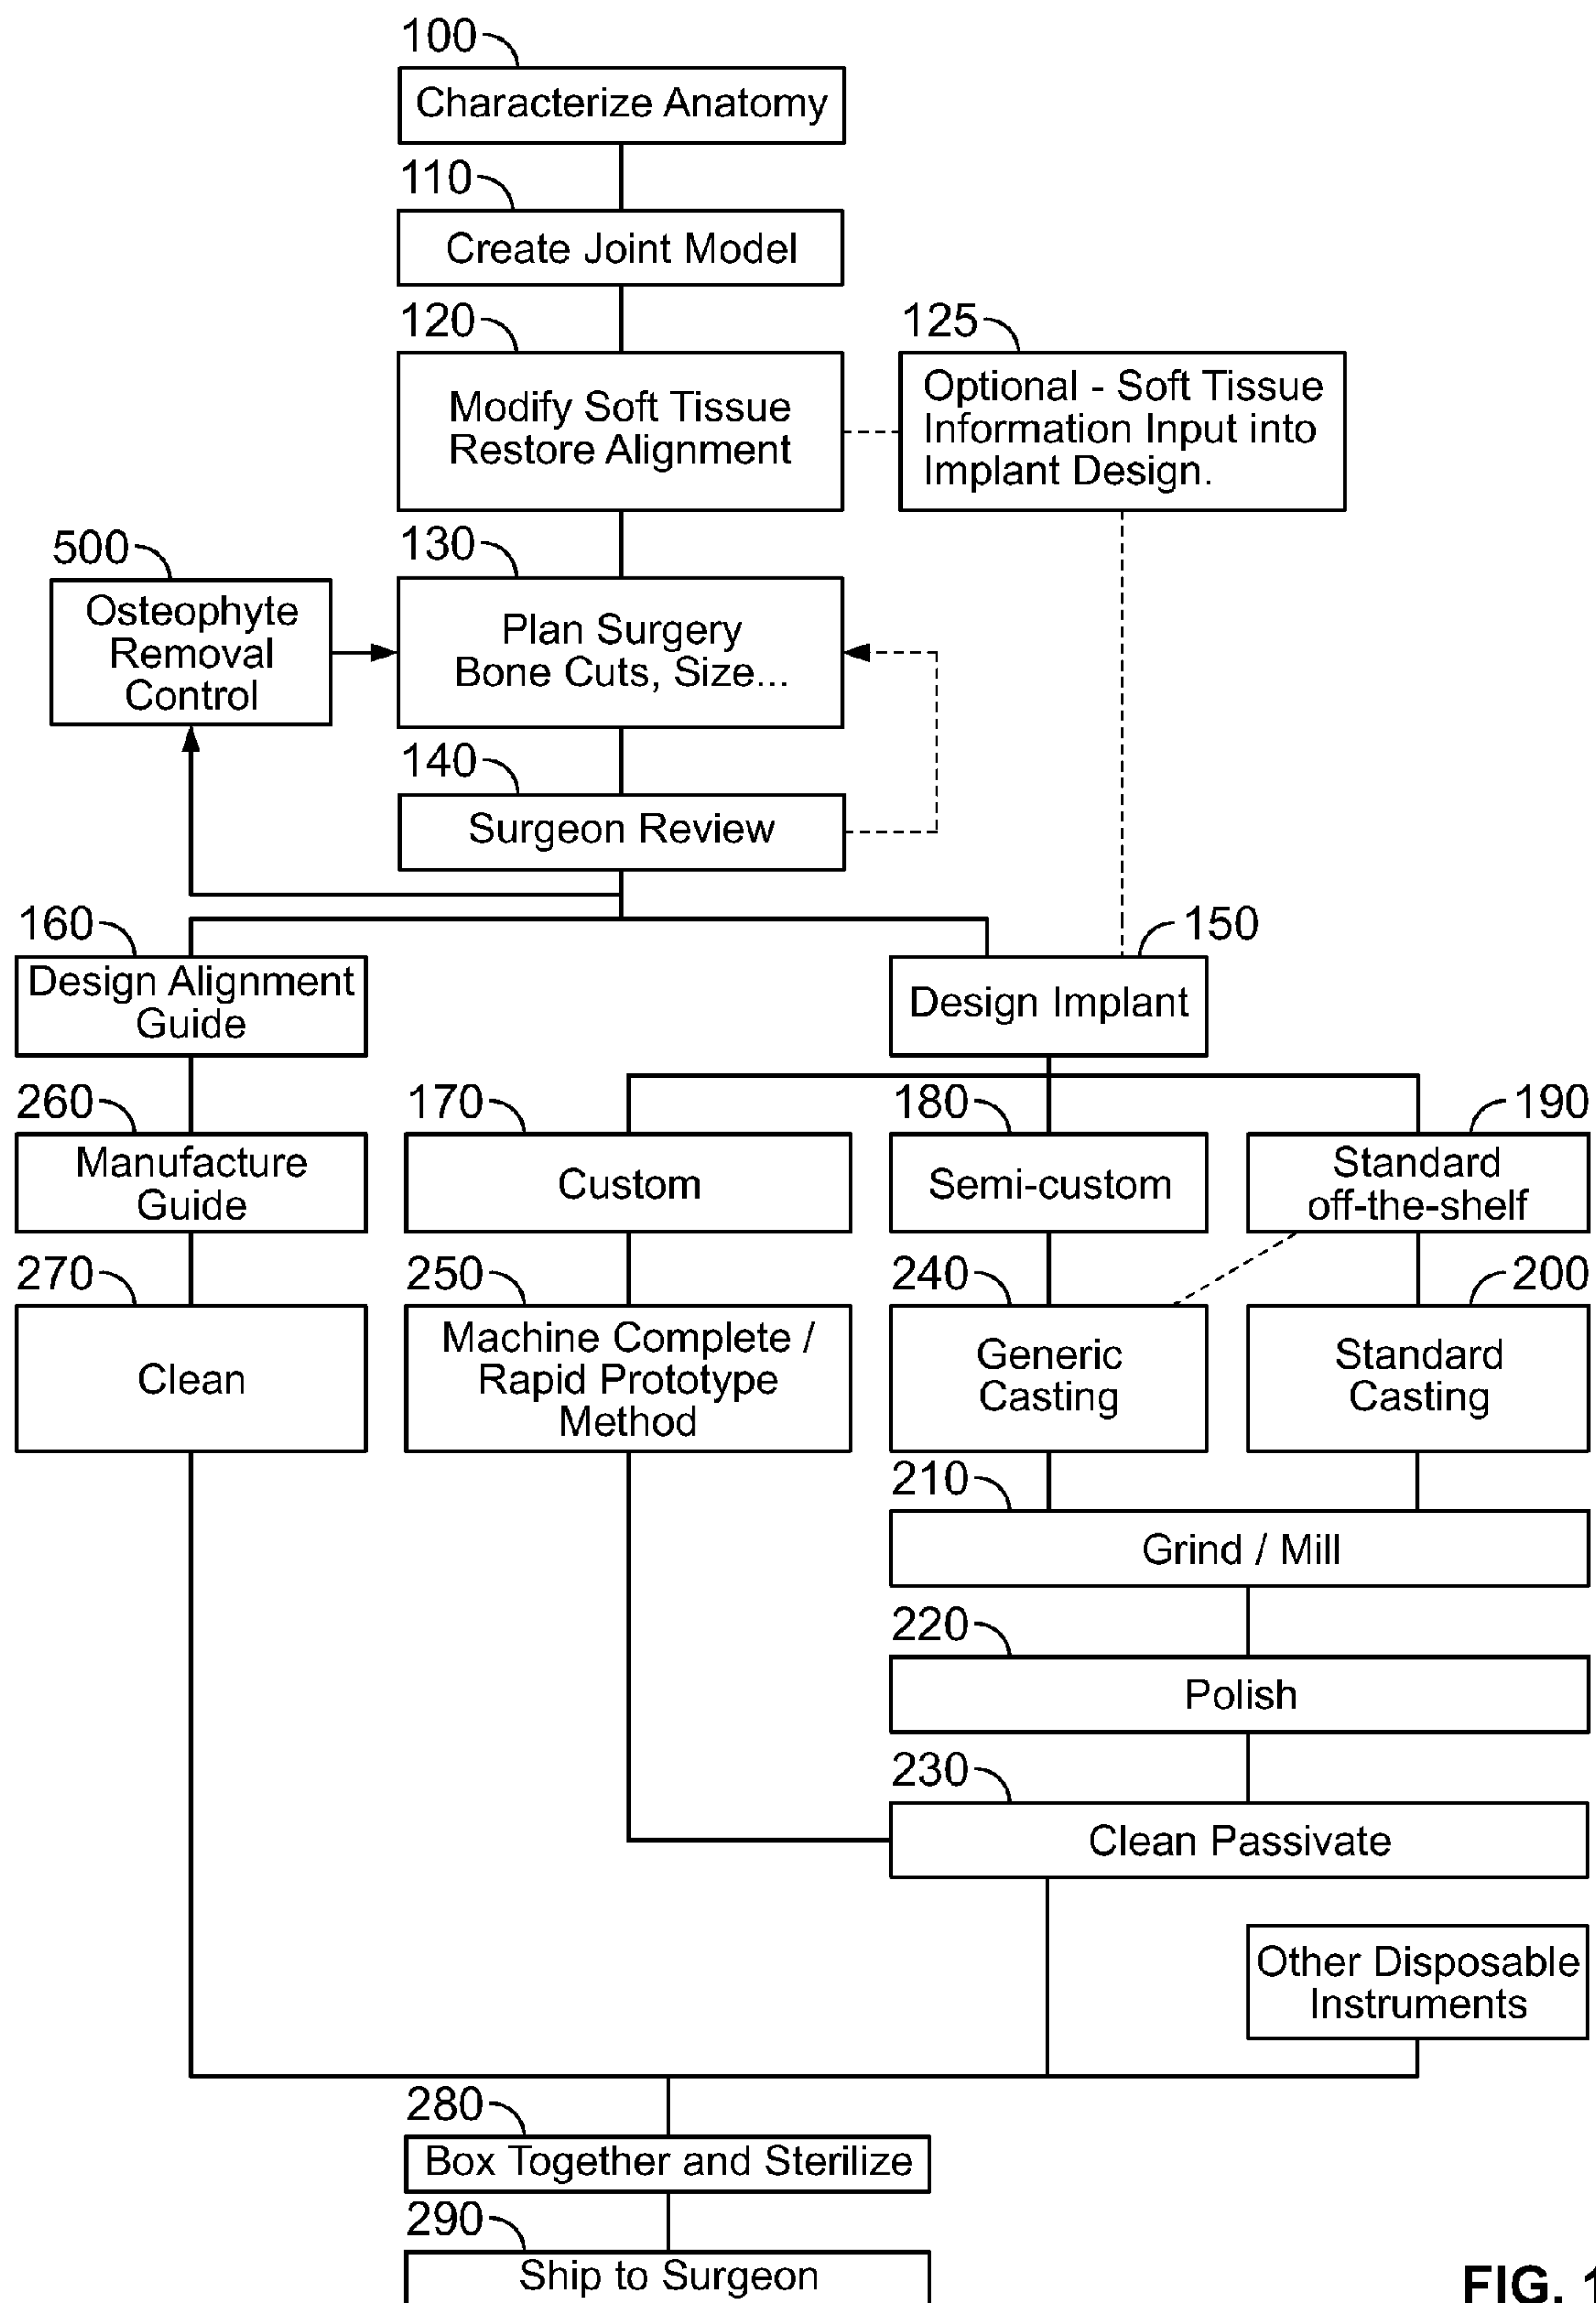 100
Characterize Anatomy
110
Create Joint Model
120
Modify Soft Tissue
Restore Alignment
125
Optional - Soft Tissue
Information Input into
Implant Design.
500
Osteophyte
Removal
Control
130
Plan Surgery
Bone Cuts, Size...
140
Surgeon Review
160
Design Alignment
Guide
150
Design Implant
260
Manufacture
Guide
170
Custom
180
Semi-custom
190
Standard
off-the-shelf
270
Clean
250
Machine Complete /
Rapid Prototype
Method
240
Generic
Casting
200
Standard
Casting
210
Grind / Mill
220
Polish
230
Clean Passivate
Other Disposable
Instruments
280
Box Together and Sterilize
290
Ship to Surgeon
FIG. 1